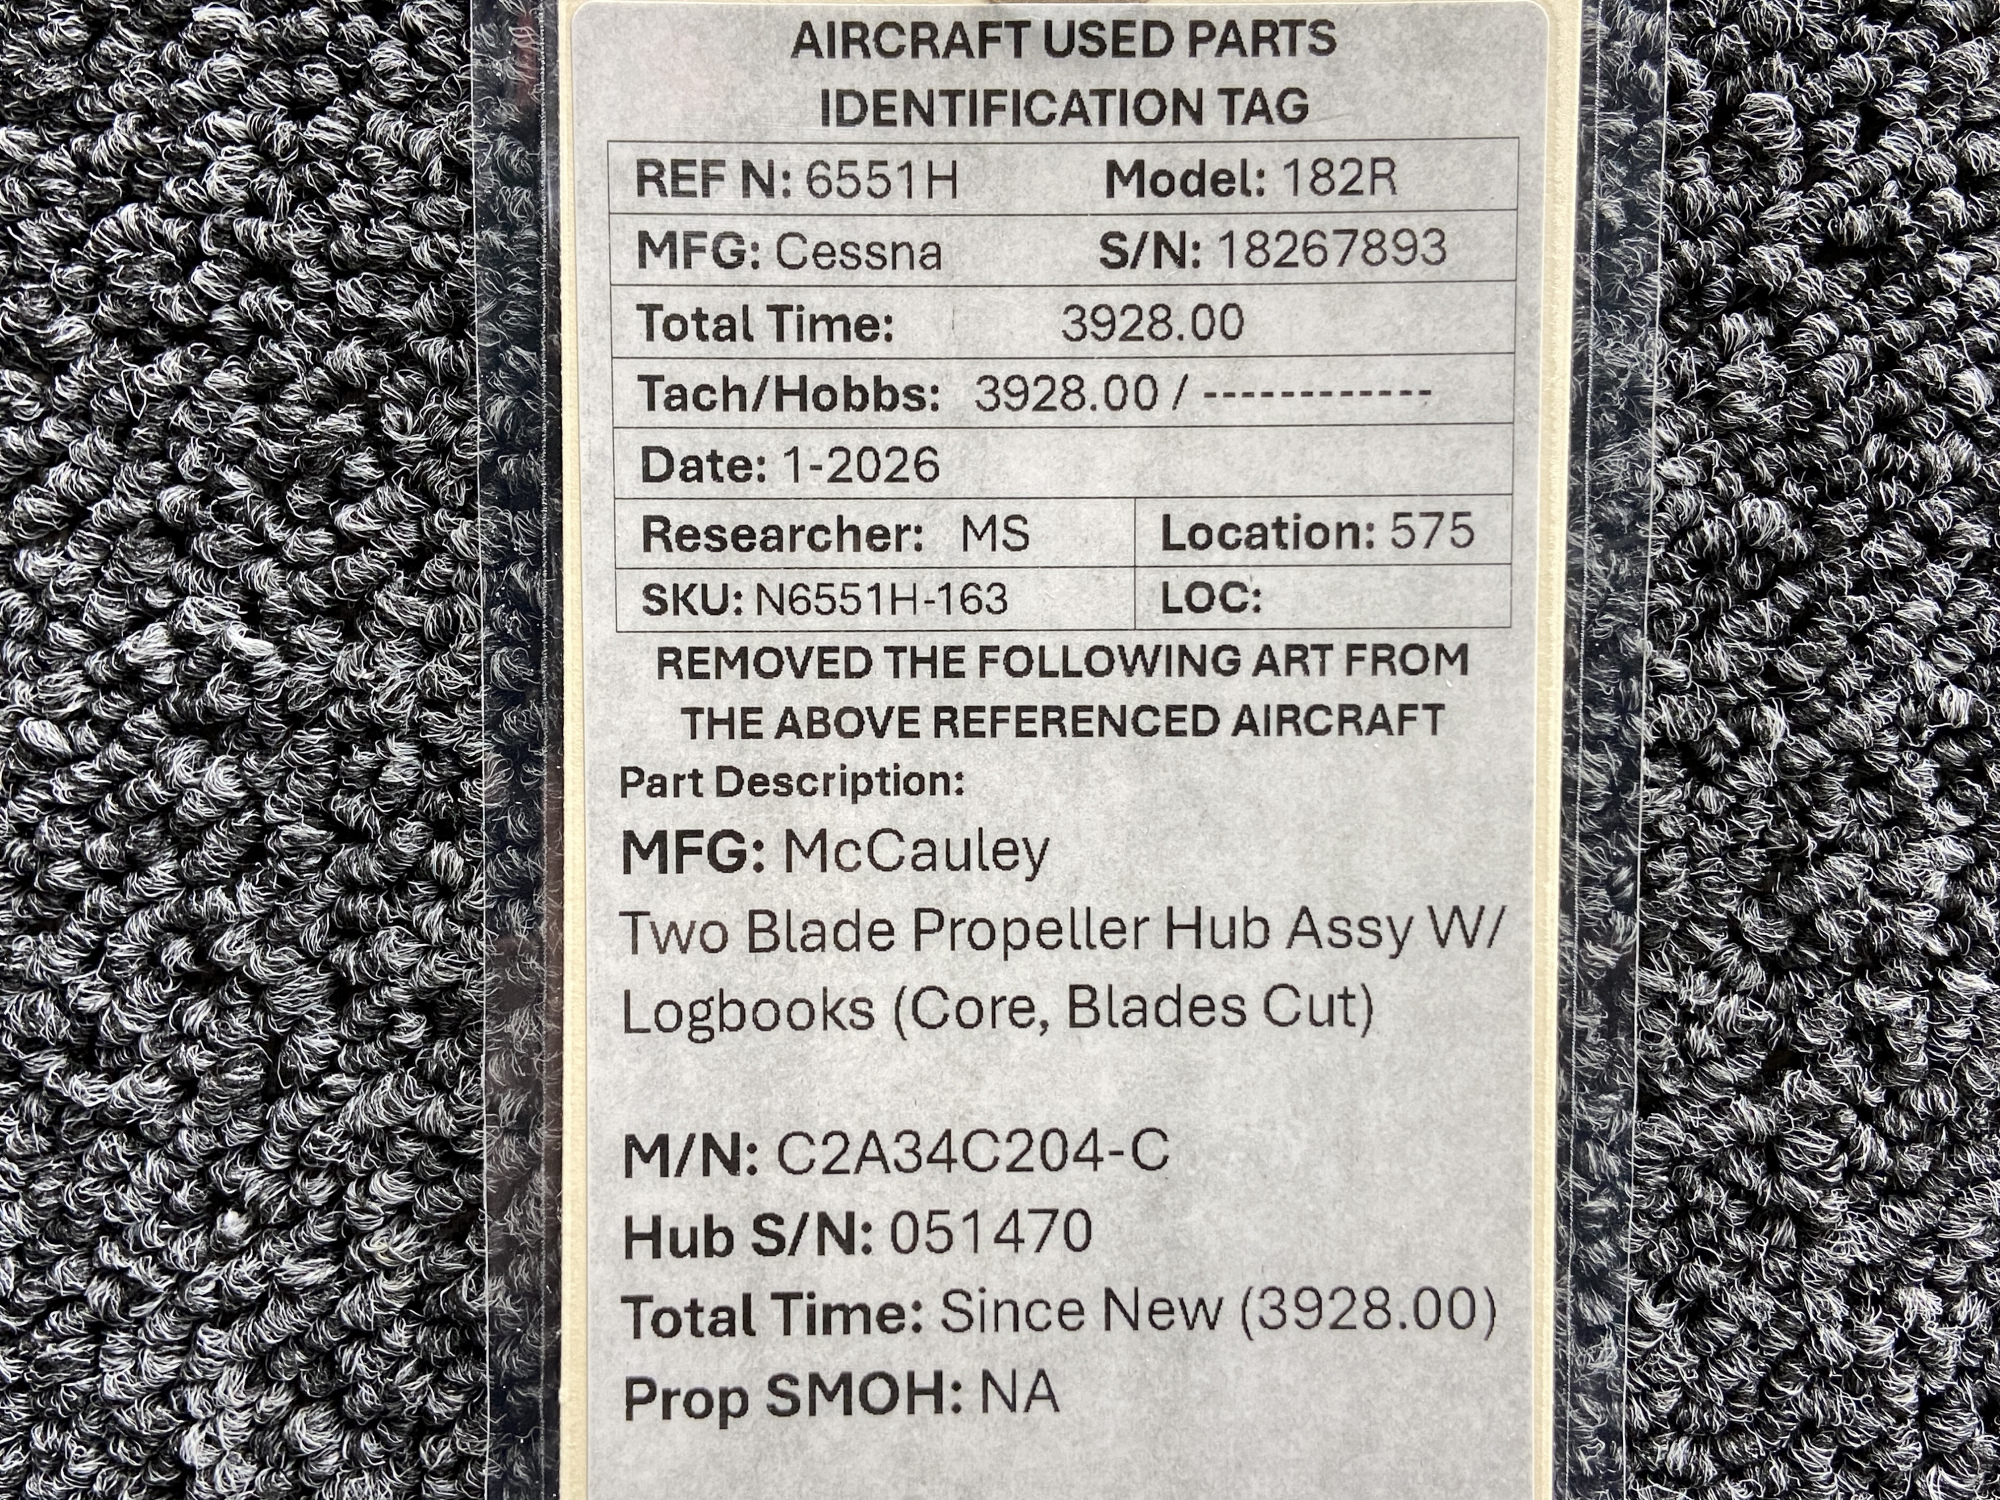 AIRCRAFT USED PARTS
IDENTIFICATION TAG
REF N: 6551H Model: 182R
MFG: Cessna S/N: 18267893
Total Time: 3928.00
Tach/Hobbs: 3928.00 / ------------
Date: 1-2026
Researcher: MS Location: 575
SKU: N6551H-163 LOC:
REMOVED THE FOLLOWING ART FROM
THE ABOVE REFERENCED AIRCRAFT
Part Description:
MFG: McCauley
Two Blade Propeller Hub Assy W/
Logbooks (Core, Blades Cut)
M/N: C2A34C204-C
Hub S/N: 051470
Total Time: Since New (3928.00)
Prop SMOH: NA